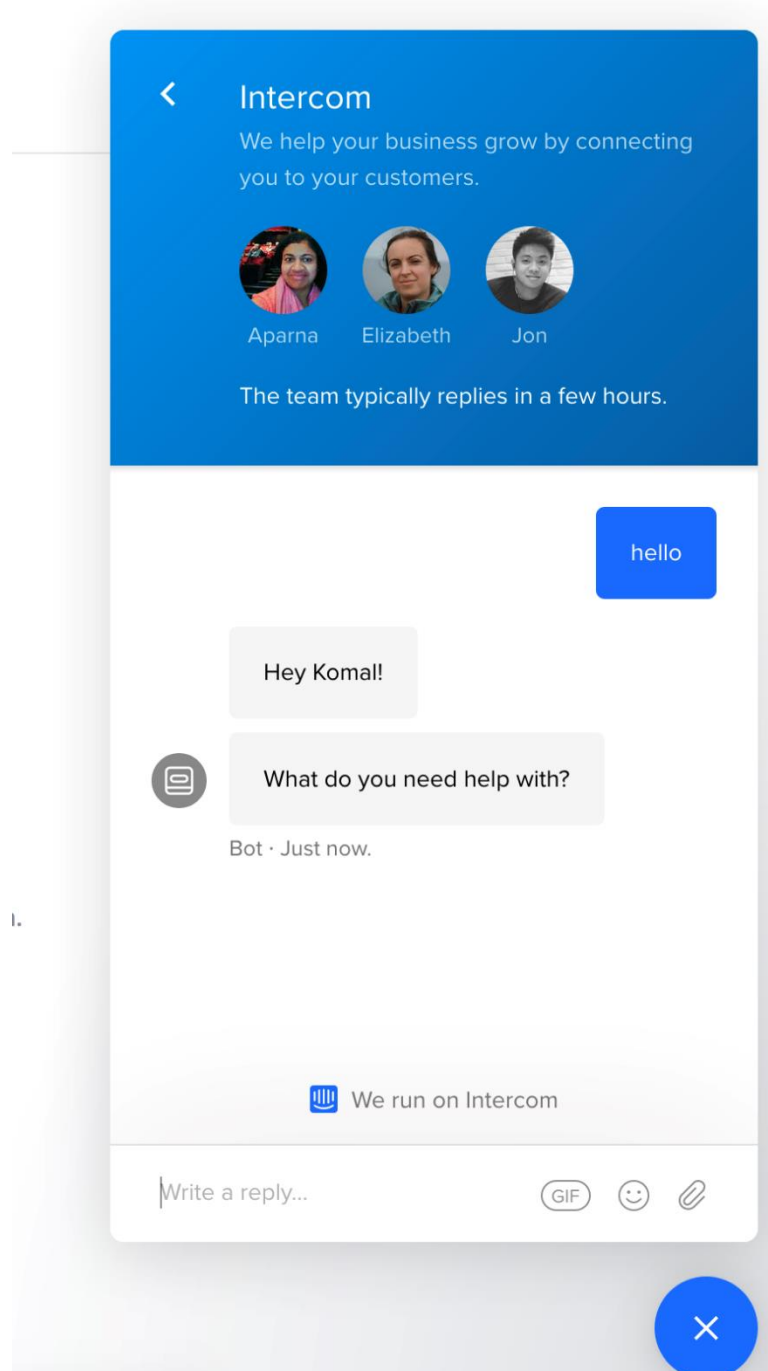 Intercom
We help your business grow by connecting
you to your customers.
Aparna Elizabeth Jon
The team typically replies in a few hours.
hello
Hey Komal!
What do you need help with?
Bot · Just now.
We run on Intercom
Write a reply...
GIF